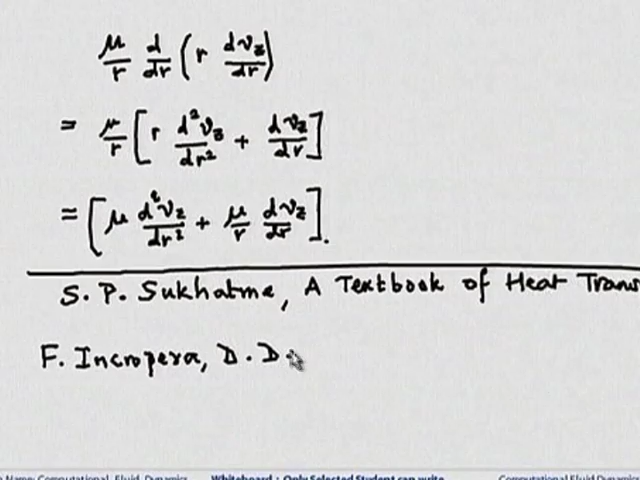 μ/r d/dr (r dv_z/dr)
= μ/r [r d²v_z/dr² + dv_z/dr]
= [μ d²v_z/dr² + μ/r dv_z/dr].
S. P. Sukhatme, A Textbook of Heat Trans
F. Incropera, D. D
Name: Computational Fluid Dynamics Whiteboard : Only Selected Student can write Computational Fluid Dynamics